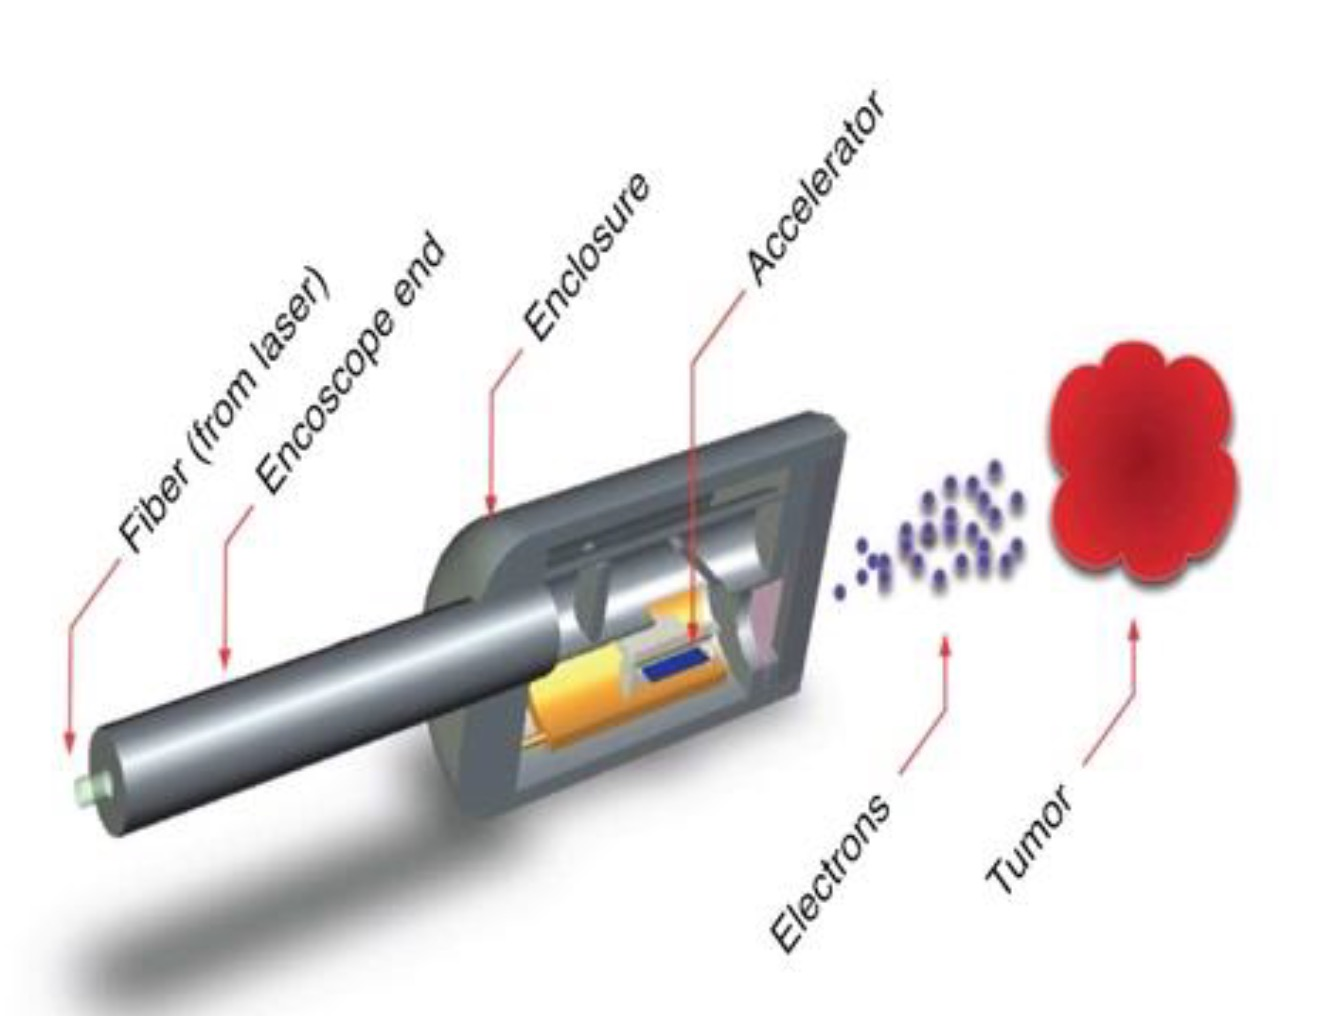 Fiber (from laser)
Encoscope end
Enclosure
Accelerator
Electrons
Tumor